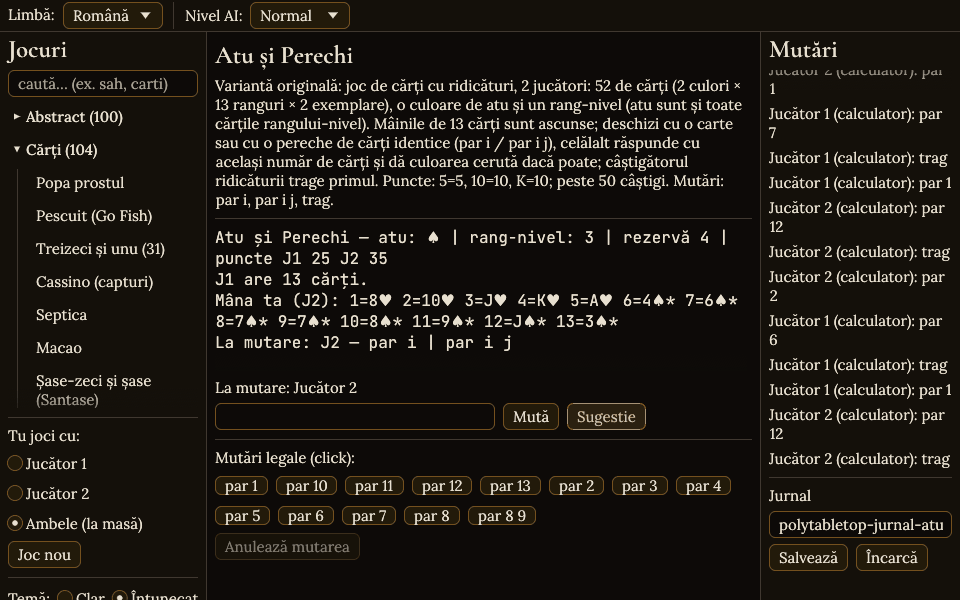 Limbă: Română ▼ Nivel AI: Normal ▼
Jocuri
caută... (ex. sah, carti)
▸ Abstract (100)
▾ Cărți (104)
Popa prostul
Pescuit (Go Fish)
Treizeci și unu (31)
Cassino (capturi)
Septica
Macao
Șase-zeci și șase
(Santase)
Tu joci cu:
Jucător 1
Jucător 2
Ambele (la masă)
Joc nou
Temă: Clar Întunecat
Atu și Perechi
Variantă originală: joc de cărți cu ridicături, 2 jucători: 52 de cărți (2 culori ×
13 ranguri × 2 exemplare), o culoare de atu și un rang-nivel (atu sunt și toate
cărțile rangului-nivel). Mâinile de 13 cărți sunt ascunse; deschizi cu o carte
sau cu o pereche de cărți identice (par i / par i j), celălalt răspunde cu
același număr de cărți și dă culoarea cerută dacă poate; câștigătorul
ridicăturii trage primul. Puncte: 5=5, 10=10, K=10; peste 50 câștigi. Mutări:
par i, par i j, trag.
Atu și Perechi — atu: ♠ | rang-nivel: 3 | rezervă 4 |
puncte J1 25 J2 35
J1 are 13 cărți.
Mâna ta (J2): 1=8♥ 2=10♥ 3=J♥ 4=K♥ 5=A♥ 6=4♠* 7=6♠*
8=7♠* 9=7♠* 10=8♠* 11=9♠* 12=J♠* 13=3♠*
La mutare: J2 — par i | par i j
La mutare: Jucător 2
Mută Sugestie
Mutări legale (click):
par 1 par 10 par 11 par 12 par 13 par 2 par 3 par 4
par 5 par 6 par 7 par 8 par 8 9
Anulează mutarea
Mutări
Jucător 2 (calculator): par
1
Jucător 1 (calculator): par
7
Jucător 1 (calculator): trag
Jucător 1 (calculator): par 1
Jucător 2 (calculator): par
12
Jucător 2 (calculator): trag
Jucător 2 (calculator): par
2
Jucător 1 (calculator): par
6
Jucător 1 (calculator): trag
Jucător 1 (calculator): par 1
Jucător 2 (calculator): par
12
Jucător 2 (calculator): trag
Jurnal
polytabletop-jurnal-atu
Salvează Încarcă